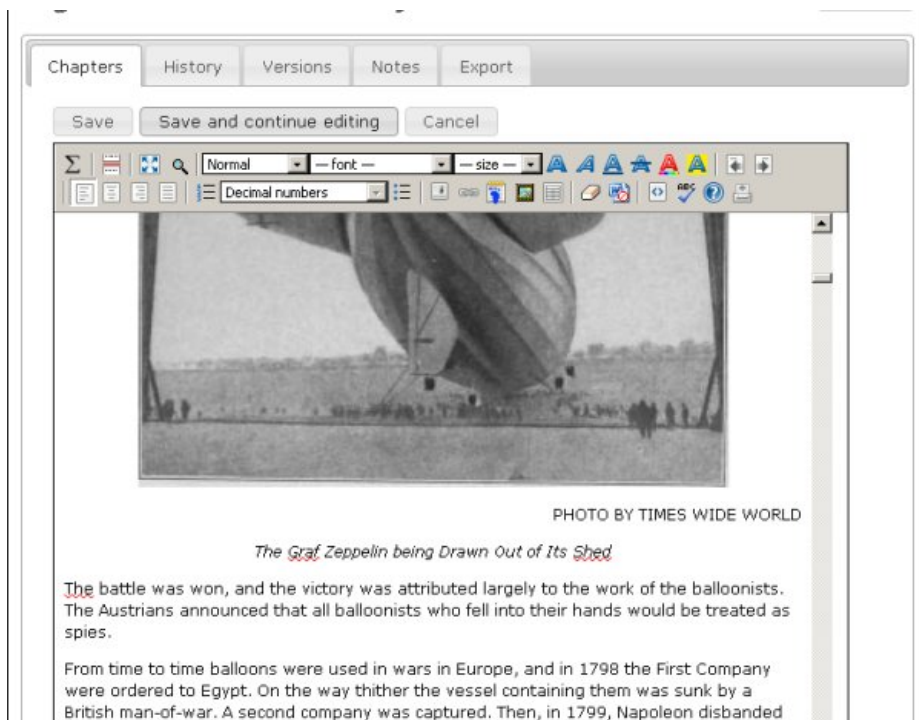 Chapters History Versions Notes Export
Save Save and continue editing Cancel
Normal — font — — size —
Decimal numbers
PHOTO BY TIMES WIDE WORLD
The Graf Zeppelin being Drawn Out of Its Shed
The battle was won, and the victory was attributed largely to the work of the balloonists.
The Austrians announced that all balloonists who fell into their hands would be treated as
spies.
From time to time balloons were used in wars in Europe, and in 1798 the First Company
were ordered to Egypt. On the way thither the vessel containing them was sunk by a
British man-of-war. A second company was captured. Then, in 1799, Napoleon disbanded